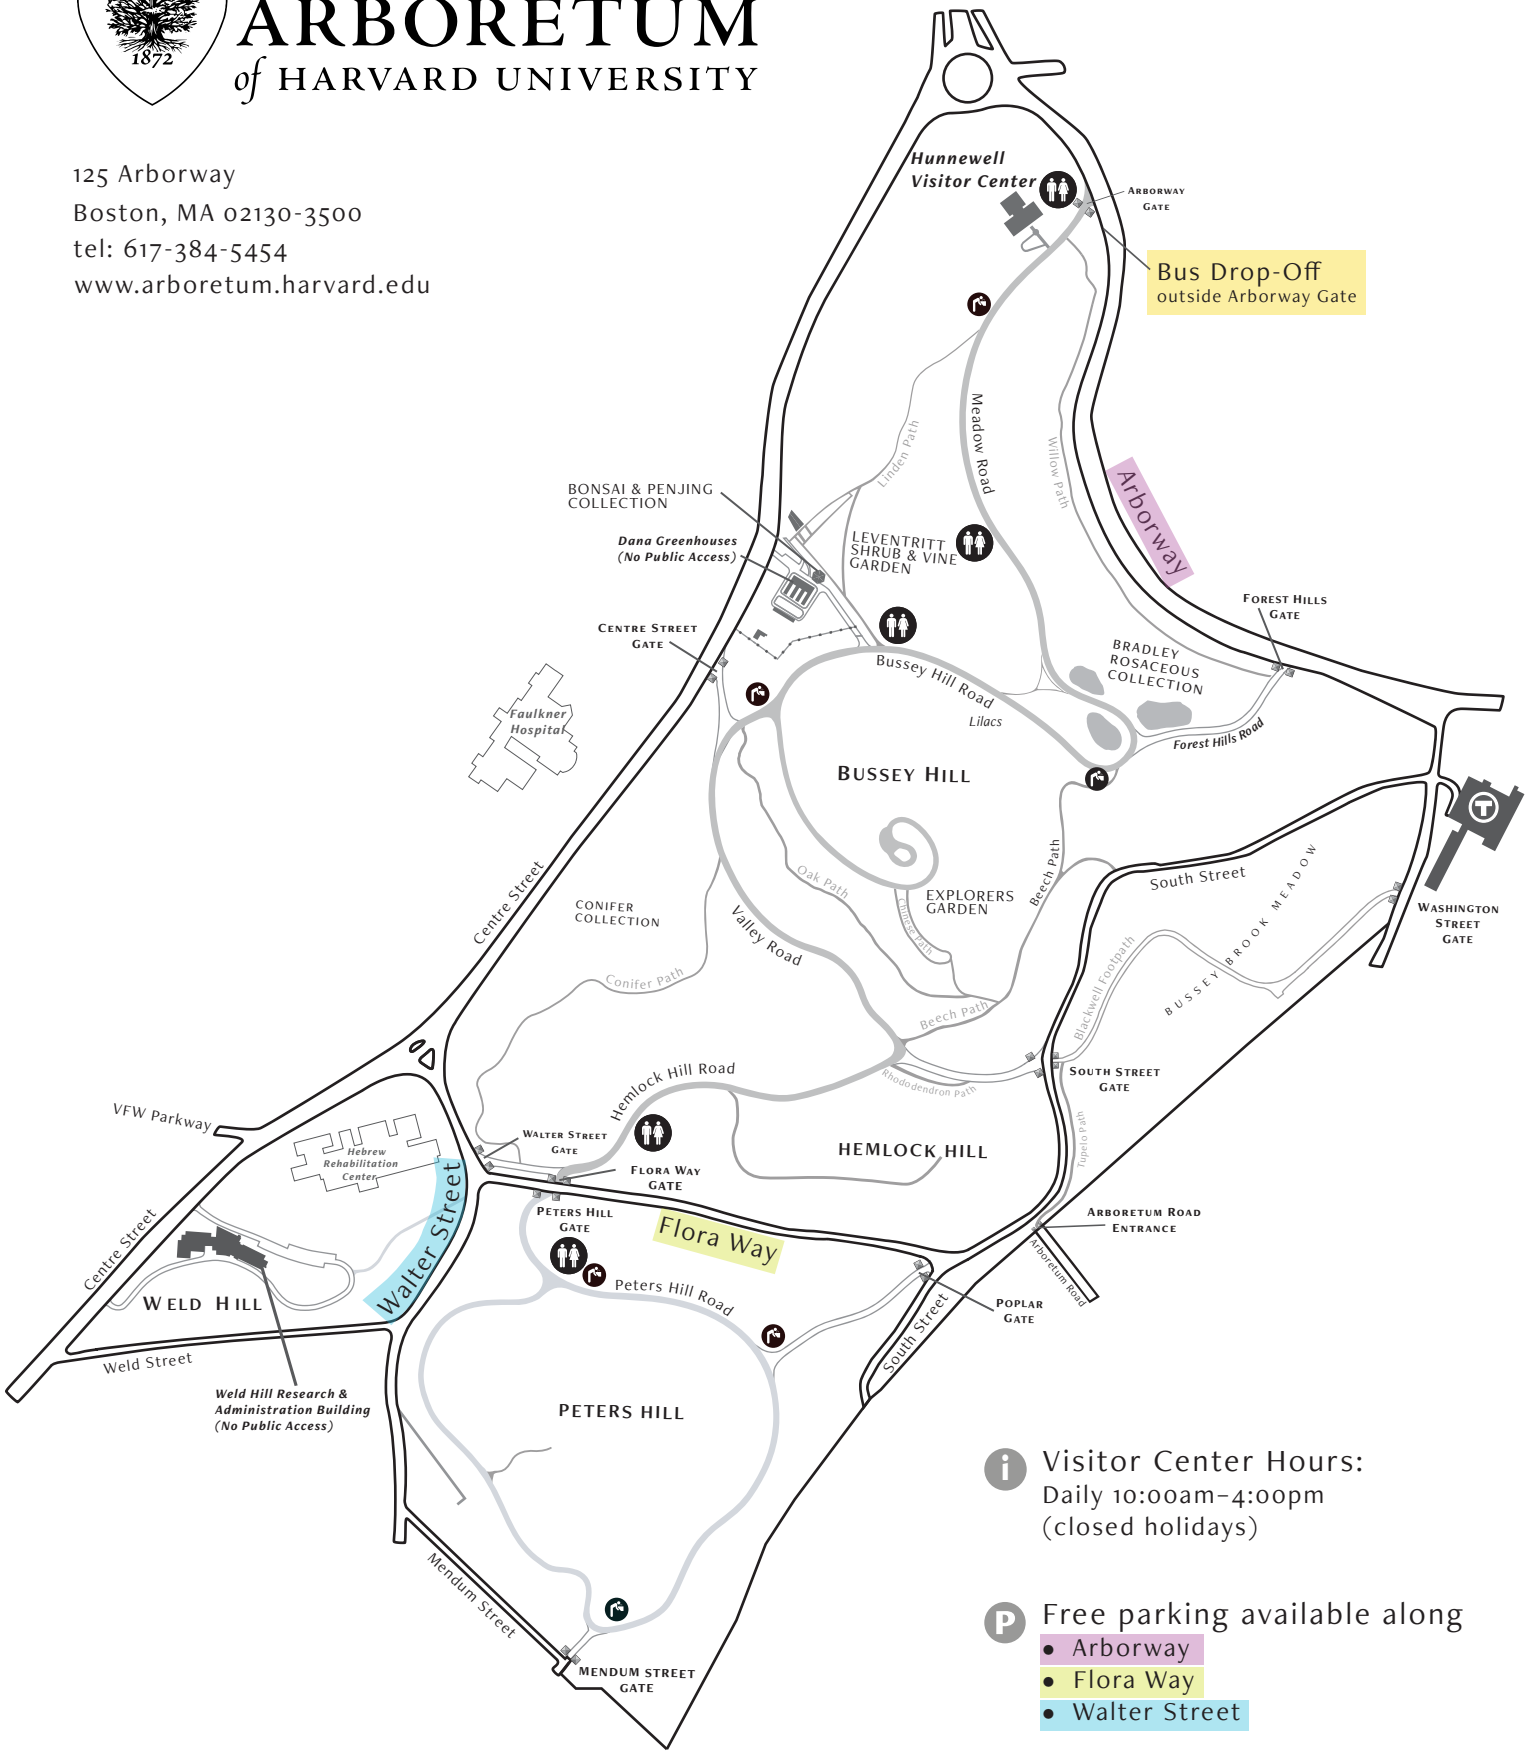 1872
ARBORETUM
of HARVARD UNIVERSITY
125 Arborway
Boston, MA 02130-3500
tel: 617-384-5454
www.arboretum.harvard.edu
Hunnewell
Visitor Center
ARBORWAY
GATE
Bus Drop-Off
outside Arborway Gate
Meadow Road
Linden Path
Willow Path
Arborway
BONSAI & PENJING
COLLECTION
Dana Greenhouses
(No Public Access)
LEVENTRITT
SHRUB & VINE
GARDEN
FOREST HILLS
GATE
CENTRE STREET
GATE
BRADLEY
ROSACEOUS
COLLECTION
Bussey Hill Road
Lilacs
Forest Hills Road
Faulkner
Hospital
BUSSEY HILL
T
Centre Street
Oak Path
Beech Path
South Street
BUSSEY BROOK MEADOW
EXPLORERS
GARDEN
Chinese Path
CONIFER
COLLECTION
Valley Road
WASHINGTON
STREET
GATE
Conifer Path
Blackwell Footpath
Beech Path
Hemlock Hill Road
Rhododendron Path
SOUTH STREET
GATE
VFW Parkway
Hebrew
Rehabilitation
Center
WALTER STREET
GATE
HEMLOCK HILL
Tupelo Path
FLORA WAY
GATE
Walter Street
PETERS HILL
GATE
Flora Way
ARBORETUM ROAD
ENTRANCE
Arboretum Road
Centre Street
WELD HILL
Peters Hill Road
POPLAR
GATE
South Street
Weld Street
Weld Hill Research &
Administration Building
(No Public Access)
PETERS HILL
Mendum Street
MENDUM STREET
GATE
i
Visitor Center Hours:
Daily 10:00am–4:00pm
(closed holidays)
P
Free parking available along
• Arborway
• Flora Way
• Walter Street